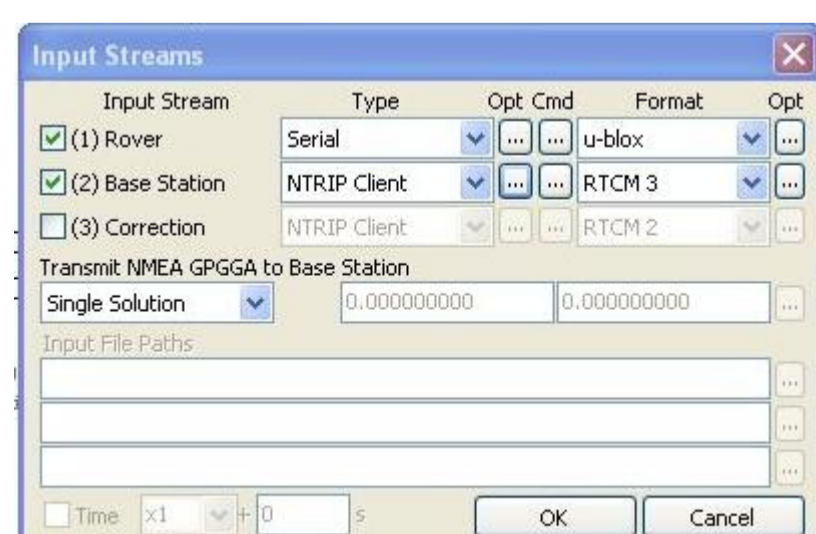 Input Streams
Input Stream Type Opt Cmd Format Opt
(1) Rover Serial ... ... u-blox ...
(2) Base Station NTRIP Client ... ... RTCM 3 ...
(3) Correction NTRIP Client ... ... RTCM 2 ...
Transmit NMEA GPGGA to Base Station
Single Solution 0.000000000 0.000000000 ...
Input File Paths
...
...
...
Time x1 + 0 s OK Cancel